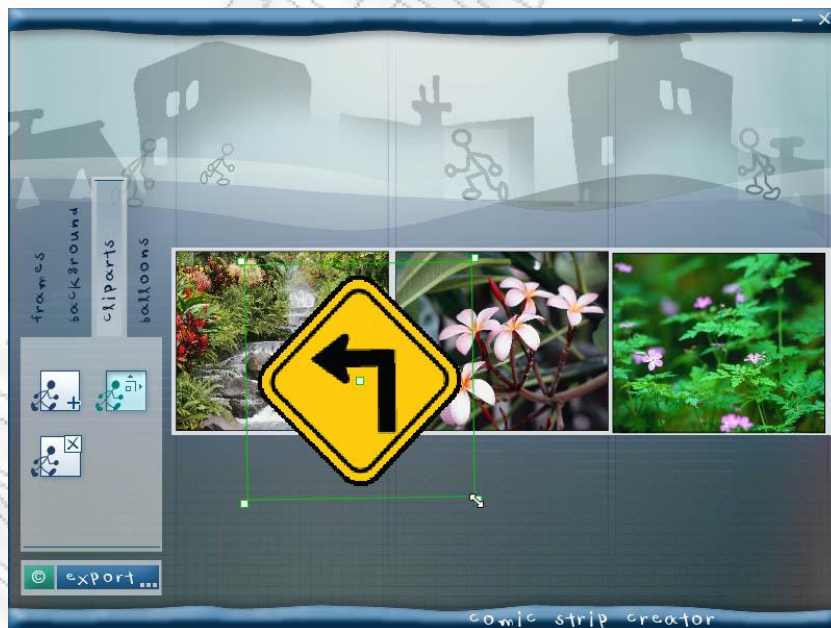 frames
background
cliparts
balloons
© export...
comic strip creator